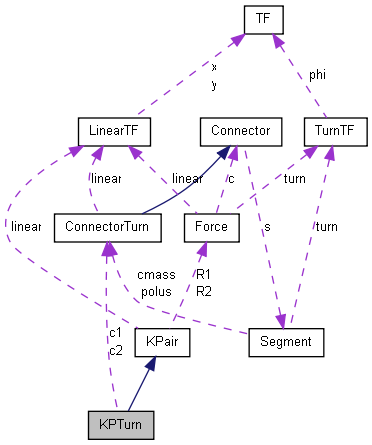 TF
x
y
phi
LinearTF
Connector
TurnTF
linear
linear
c
turn
linear
ConnectorTurn
Force
s
turn
cmass
polus
R1
R2
c1
c2
KPair
Segment
KPTurn